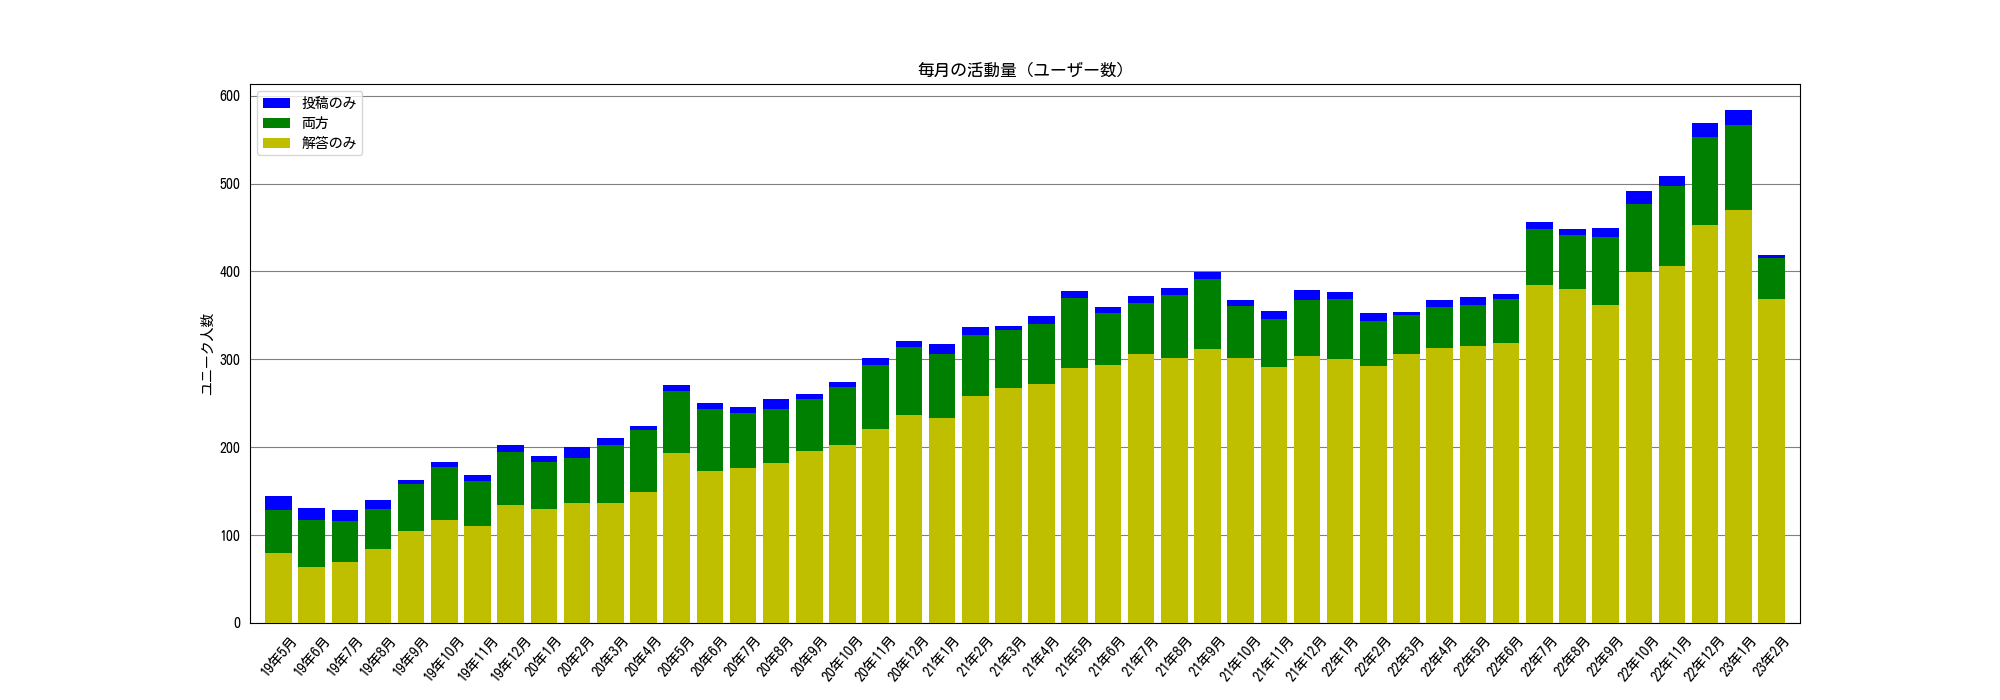 毎月の活動量（ユーザー数）
投稿のみ
両方
解答のみ
ユニーク人数
600
500
400
300
200
100
0
19年5月
19年6月
19年7月
19年8月
19年9月
19年10月
19年11月
19年12月
20年1月
20年2月
20年3月
20年4月
20年5月
20年6月
20年7月
20年8月
20年9月
20年10月
20年11月
20年12月
21年1月
21年2月
21年3月
21年4月
21年5月
21年6月
21年7月
21年8月
21年9月
21年10月
21年11月
21年12月
22年1月
22年2月
22年3月
22年4月
22年5月
22年6月
22年7月
22年8月
22年9月
22年10月
22年11月
22年12月
23年1月
23年2月